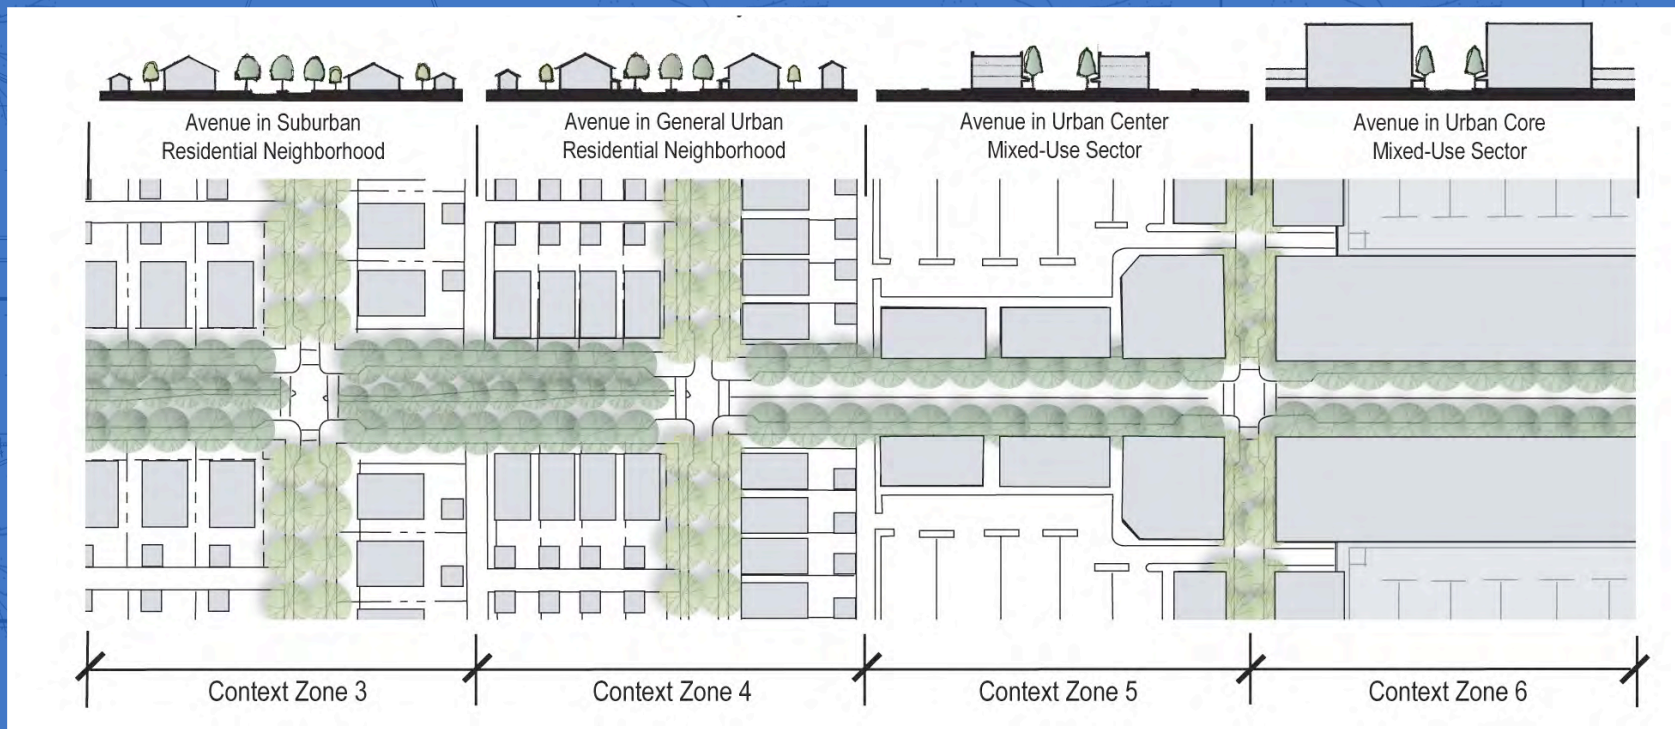 Avenue in Suburban
Residential Neighborhood
Avenue in General Urban
Residential Neighborhood
Avenue in Urban Center
Mixed-Use Sector
Avenue in Urban Core
Mixed-Use Sector
Context Zone 3
Context Zone 4
Context Zone 5
Context Zone 6